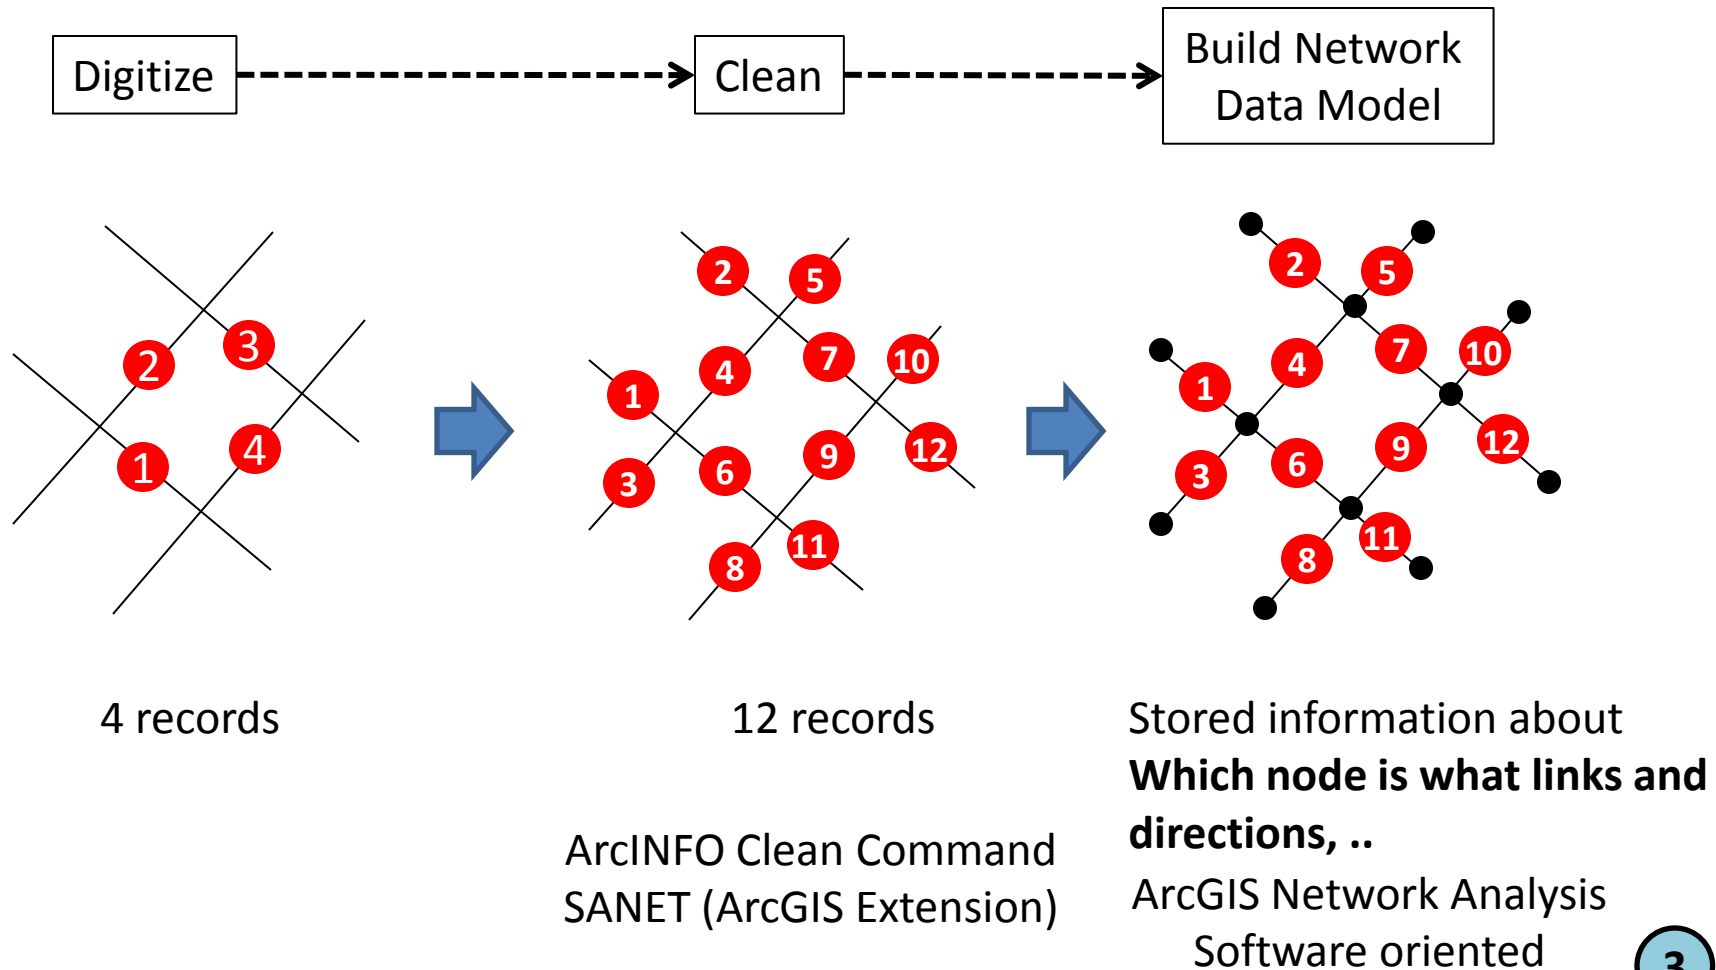 Digitize
Clean
Build Network
Data Model
2
3
1
4
2
5
1
4
7
10
3
6
9
12
8
11
2
5
1
4
7
10
3
6
9
12
8
11
4 records
12 records
Stored information about
Which node is what links and
directions, ..
ArcINFO Clean Command
SANET (ArcGIS Extension)
ArcGIS Network Analysis
Software oriented
3